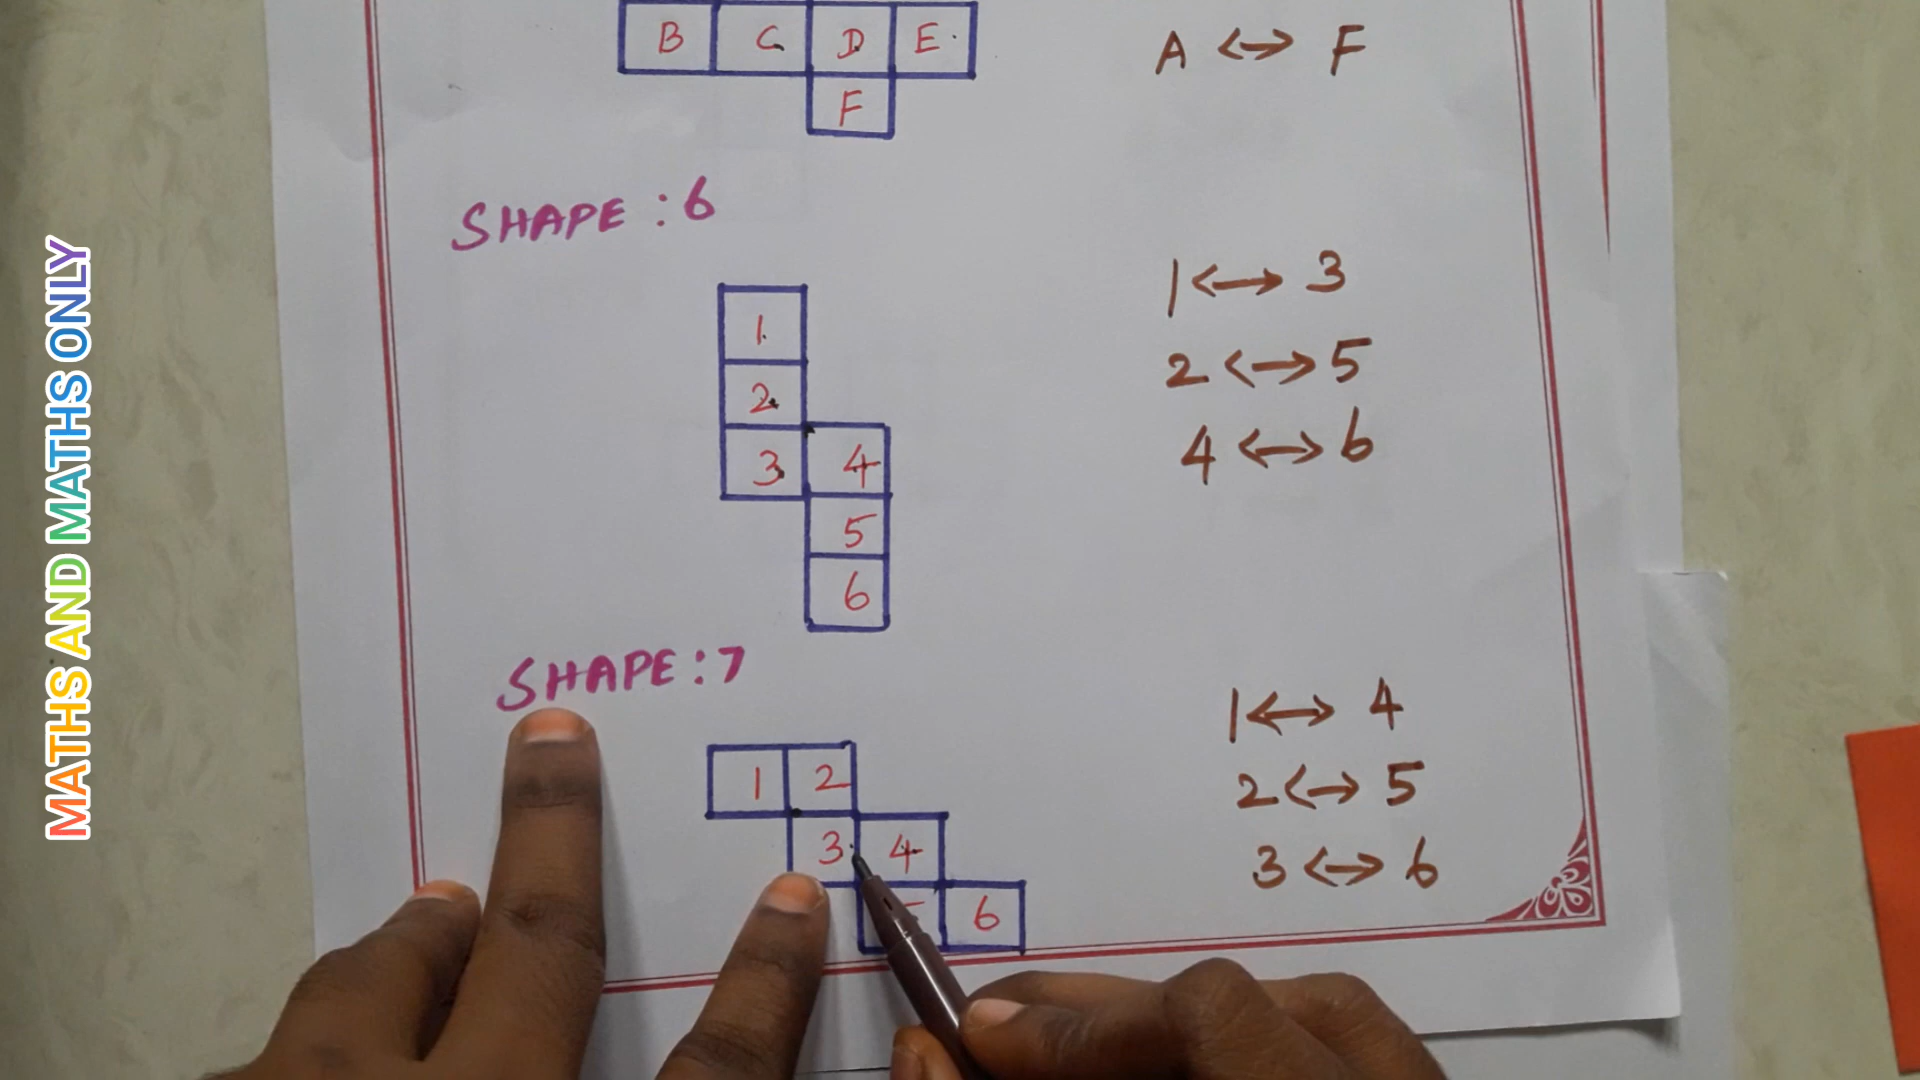 B C D E
A <-> F
F
SHAPE : 6
1 <-> 3
1
2 <-> 5
2
4 <-> 6
3 4
5
6
SHAPE : 7
1 <-> 4
1 2
2 <-> 5
3 4
3 <-> 6
6
MATHS AND MATHS ONLY